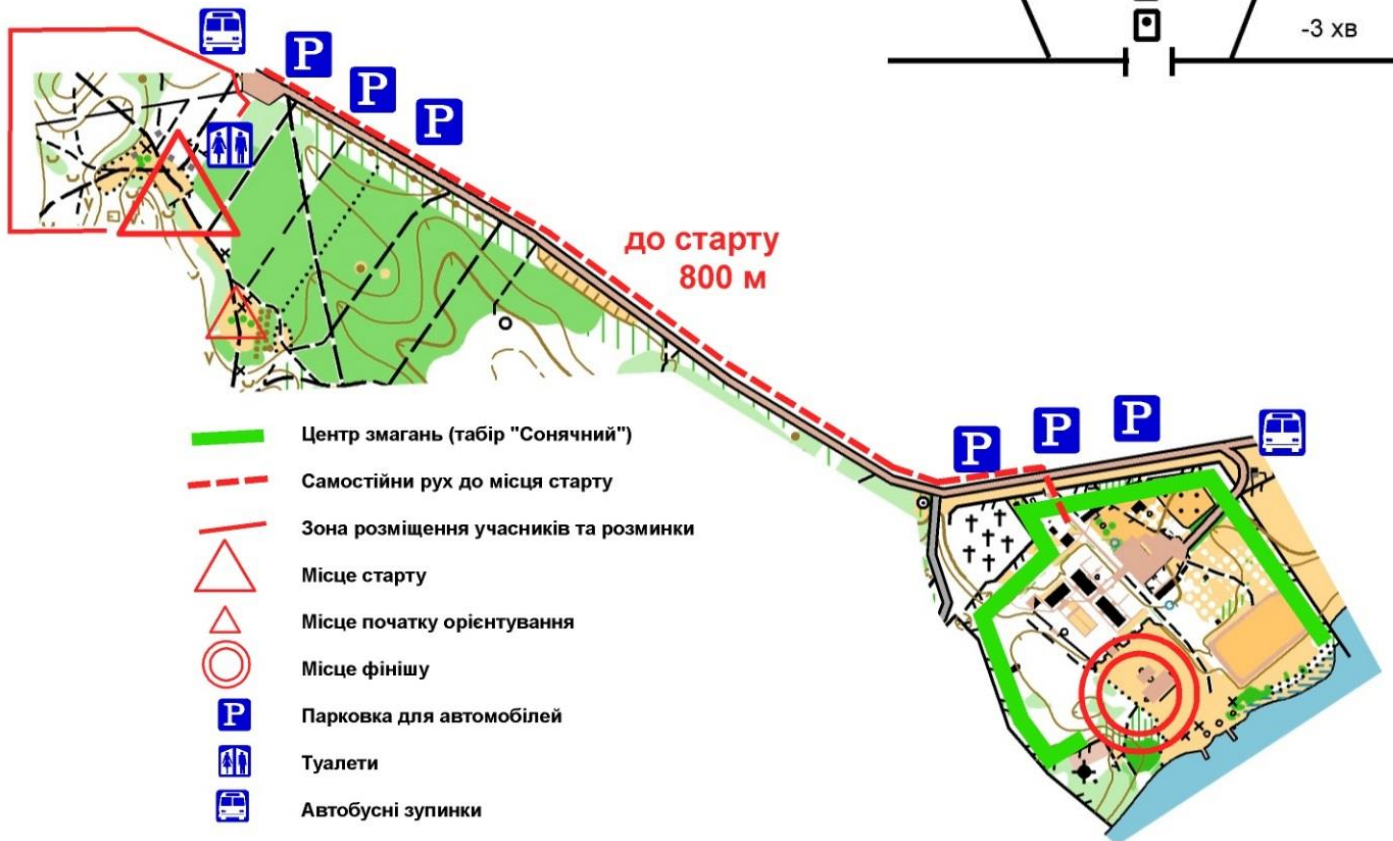 -3 хв
P
P
P
до старту
800 м
P
P
P
Центр змагань (табір "Сонячний")
Самостійни рух до місця старту
Зона розміщення учасників та розминки
Місце старту
Місце початку орієнтування
Місце фінішу
P Парковка для автомобілей
Туалети
Автобусні зупинки